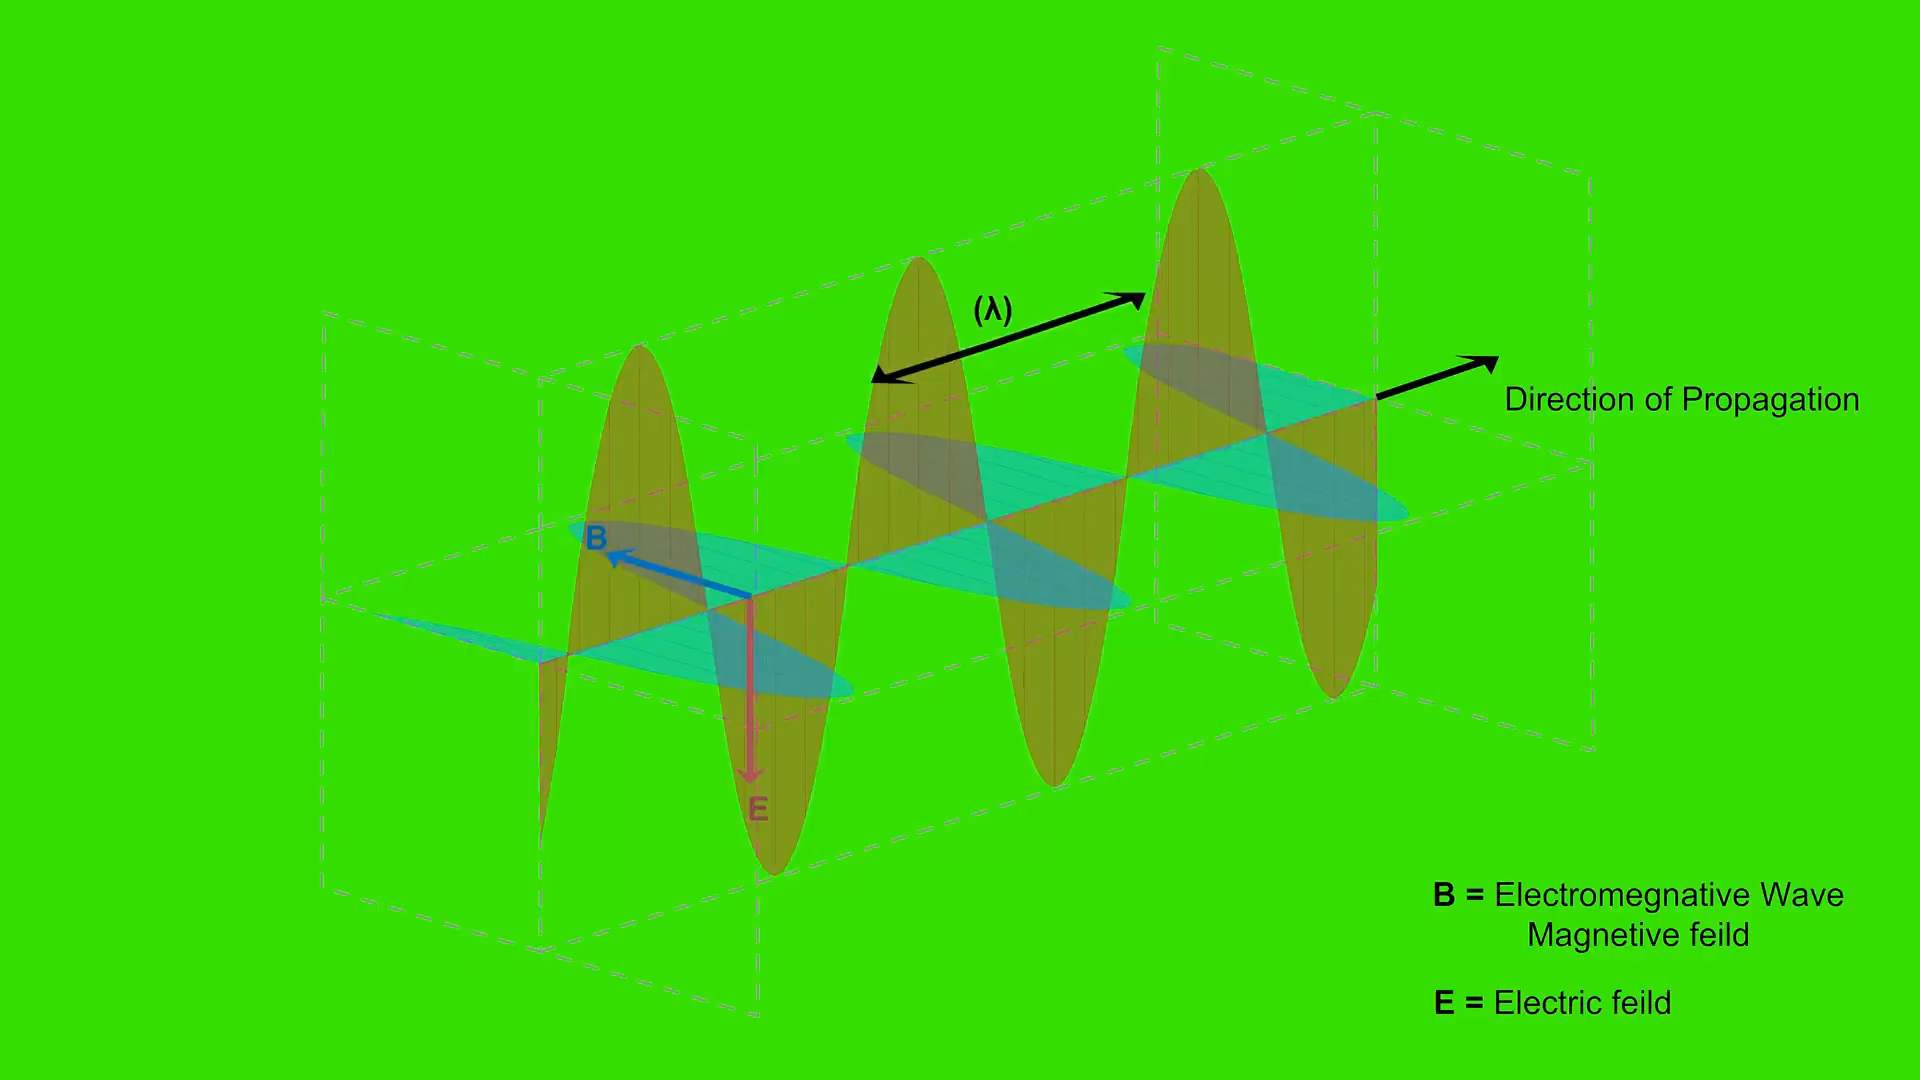 (λ)
Direction of Propagation
B
E
B = Electromegnative Wave
Magnetive feild
E = Electric feild